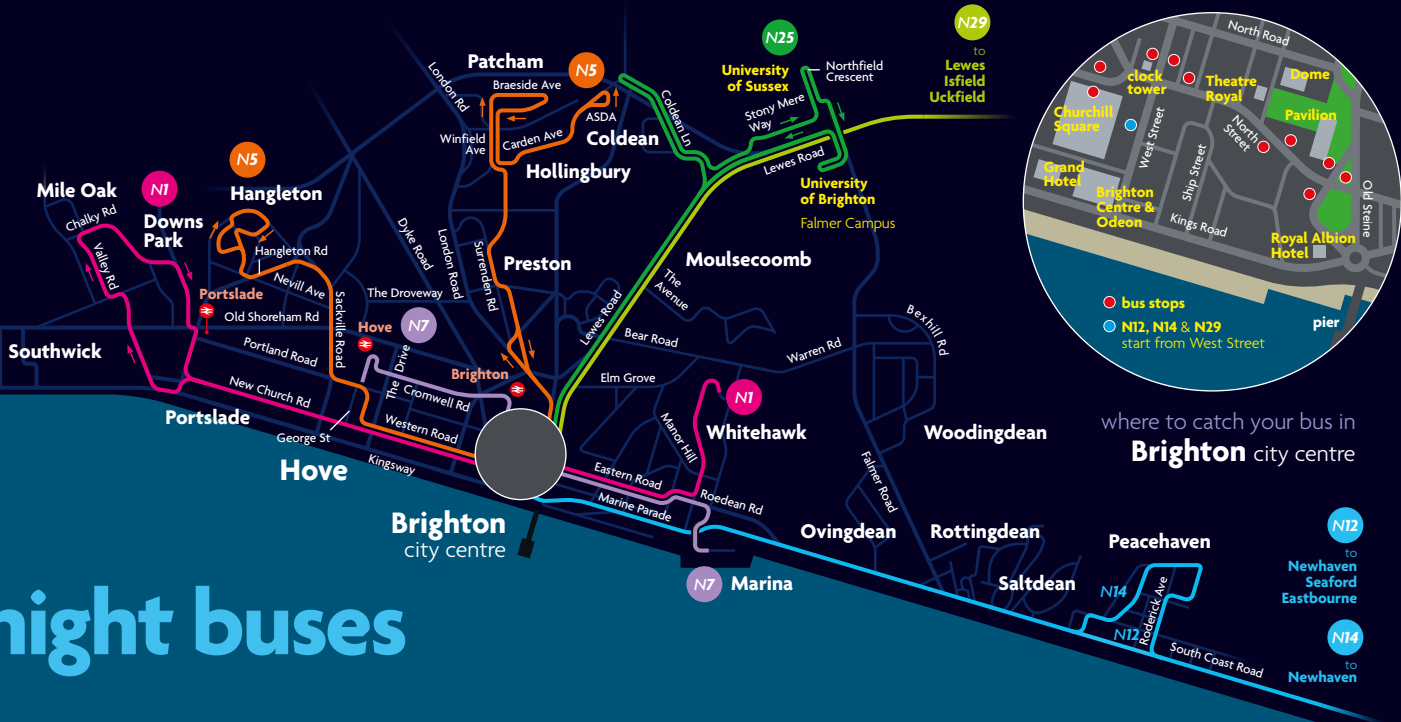 N29
to
Lewes
Isfield
Uckfield
N25
University
of Sussex
Northfield
Crescent
Stony Mere
Way
Coldean Ln
Lewes Road
University
of Brighton
Falmer Campus
Patcham
N5
London Rd
Braeside Ave
ASDA
Winfield
Ave
Carden Ave
Coldean
Hollingbury
N5
Hangleton
Mile Oak
N1
Downs
Park
Chalky Rd
Valley Rd
Hangleton Rd
Nevill Ave
Portslade
Old Shoreham Rd
Sackville Road
Dyke Road
London Road
Surrenden Rd
Preston
Moulsecoomb
The
Avenue
The Droveway
Hove
N7
Southwick
Portland Road
The Drive
Brighton
Lewes Road
Bear Road
Warren Rd
Bexhill Rd
Elm Grove
New Church Rd
Cromwell Rd
Portslade
George St
Western Road
Hove
Kingsway
N1
Whitehawk
Manor Hill
Woodingdean
Falmer Road
Eastern Road
Roedean Rd
Marine Parade
Brighton
city centre
N7
Marina
Ovingdean
Rottingdean
Saltdean
Peacehaven
N14
N12
Roderick Ave
South Coast Road
N12
to
Newhaven
Seaford
Eastbourne
N14
to
Newhaven
night buses
North Road
clock
tower
Theatre
Royal
Dome
Churchill
Square
Pavilion
North
Street
West Street
Ship Street
Grand
Hotel
Brighton
Centre &
Odeon
Kings Road
Old Steine
Royal Albion
Hotel
bus stops
N12, N14 & N29
start from West Street
pier
where to catch your bus in
Brighton city centre